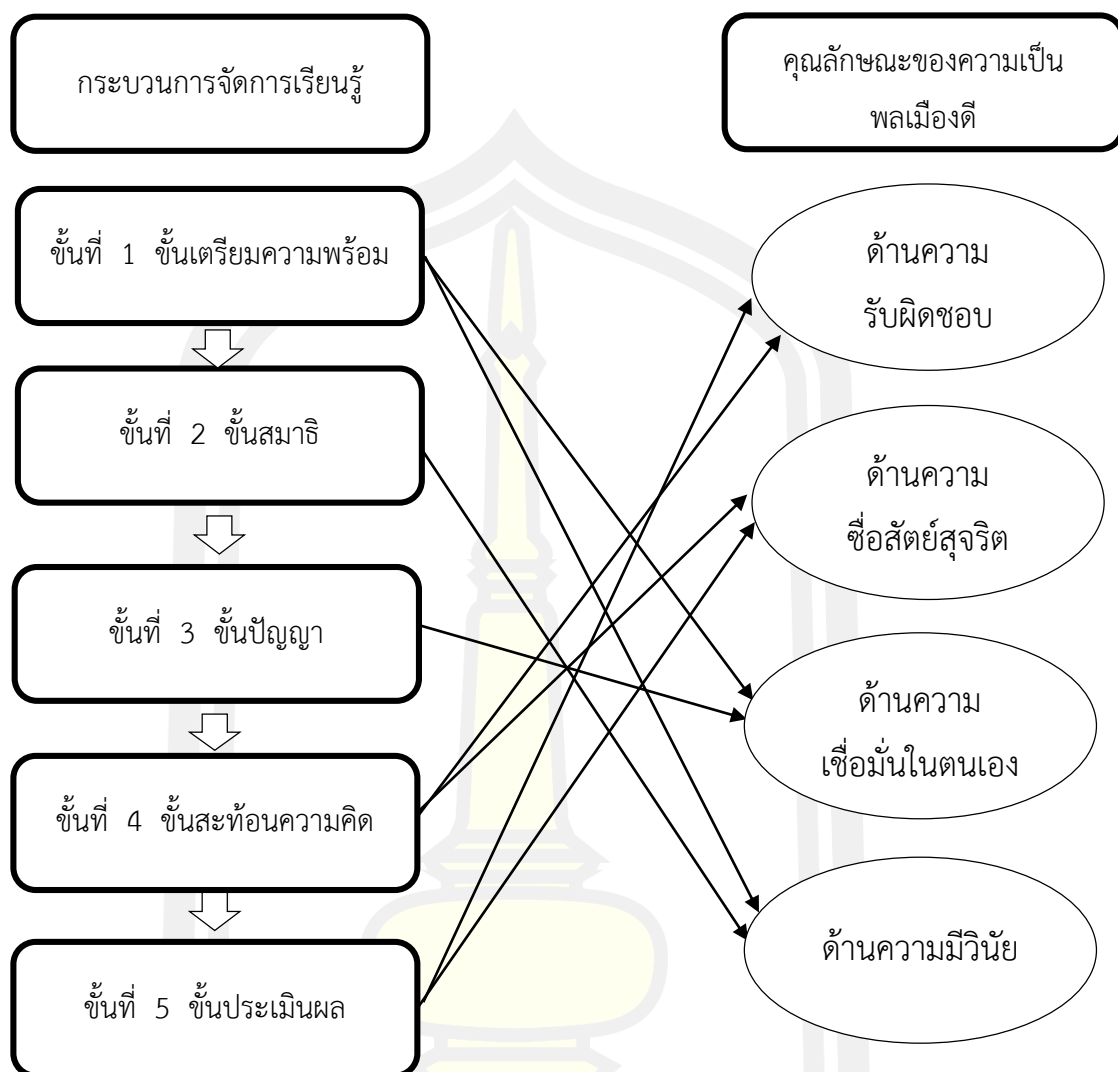 กระบวนการจัดการเรียนรู้
คุณลักษณะของความเป็น
พลเมืองดี
ขั้นที่ 1 ขั้นเตรียมความพร้อม
ขั้นที่ 2 ขั้นสมาธิ
ขั้นที่ 3 ขั้นปัญญา
ขั้นที่ 4 ขั้นสะท้อนความคิด
ขั้นที่ 5 ขั้นประเมินผล
ด้านความ
รับผิดชอบ
ด้านความ
ซื่อสัตย์สุจริต
ด้านความ
เชื่อมั่นในตนเอง
ด้านความมีวินัย